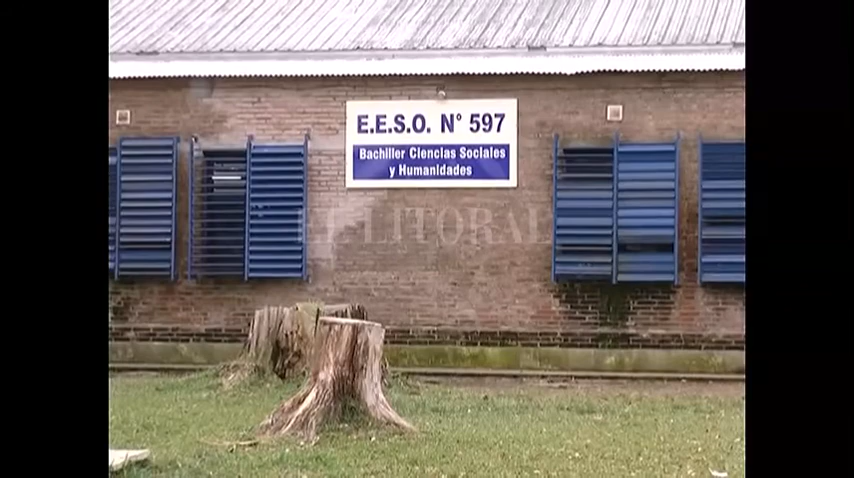 E.E.S.O. N° 597
Bachiller Ciencias Sociales
y Humanidades
EL LITORAL